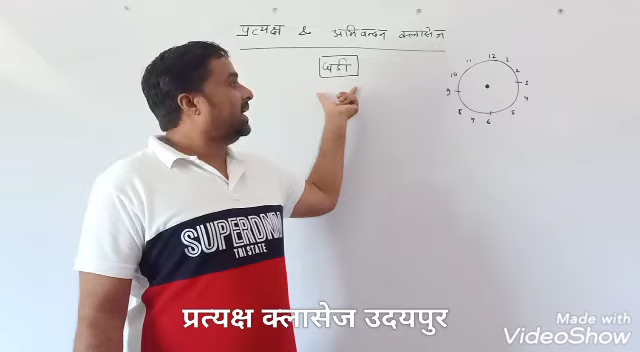 प्रत्यक्ष & अभिनन्दन क्लासेज
घडी
12
11 1
10 2
9 3
8 4
7 5
6
SUPERDNM
TRI STATE
प्रत्यक्ष क्लासेज उदयपुर
Made with
VideoShow